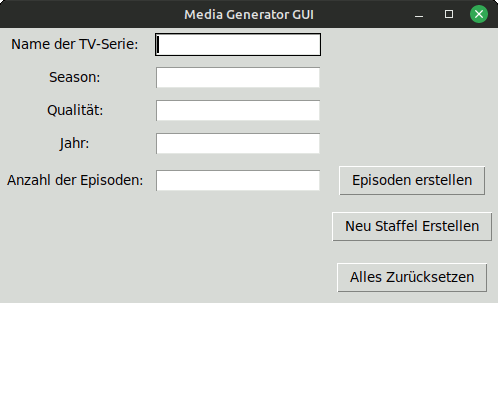 Media Generator GUI
Name der TV-Serie:
Season:
Qualität:
Jahr:
Anzahl der Episoden: Episoden erstellen
Neu Staffel Erstellen
Alles Zurücksetzen